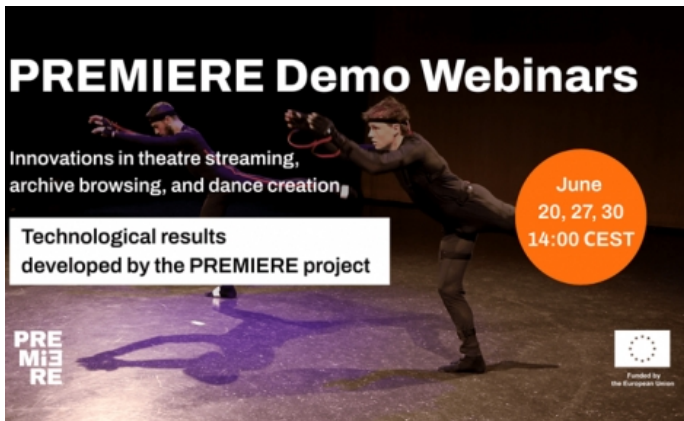 PREMIERE Demo Webinars
Innovations in theatre streaming,
archive browsing, and dance creation
Technological results
developed by the PREMIERE project
June
20, 27, 30
14:00 CEST
PRE
MiƎ
RE
Funded by
the European Union